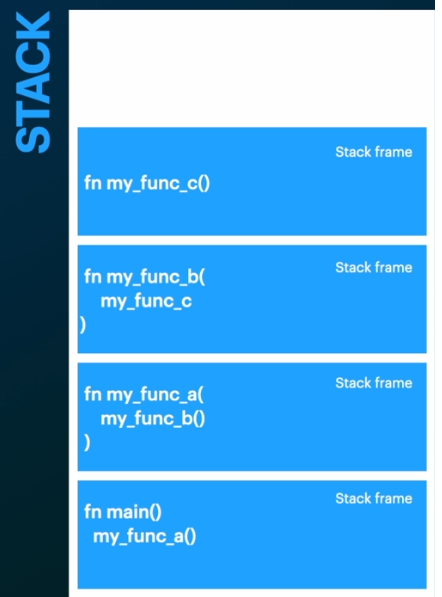 STACK
Stack frame
fn my_func_c()
Stack frame
fn my_func_b(
my_func_c
)
Stack frame
fn my_func_a(
my_func_b()
)
Stack frame
fn main()
my_func_a()